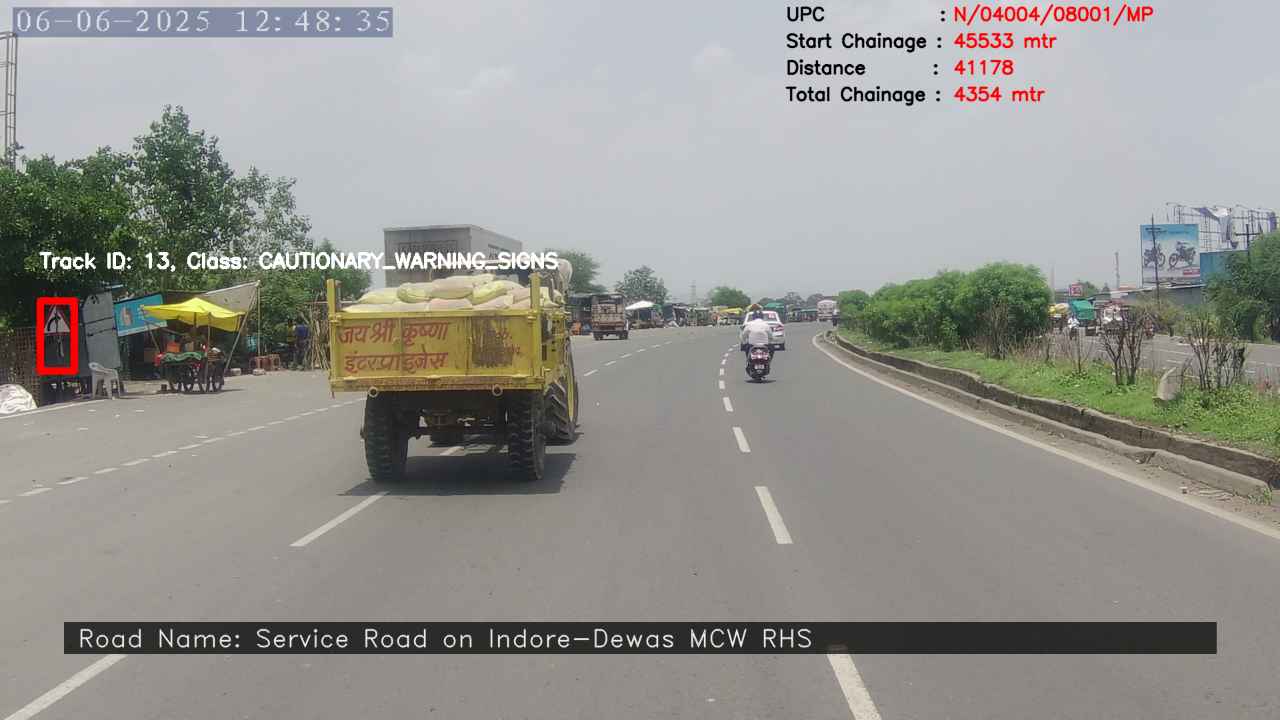 06-06-2025 12:48:35
UPC : N/04004/08001/MP
Start Chainage : 45533 mtr
Distance : 41178
Total Chainage : 4354 mtr
Track ID: 13, Class: CAUTIONARY_WARNING_SIGNS
जय श्री कृष्णा
इंटरप्राइजेस
Road Name: Service Road on Indore-Dewas MCW RHS